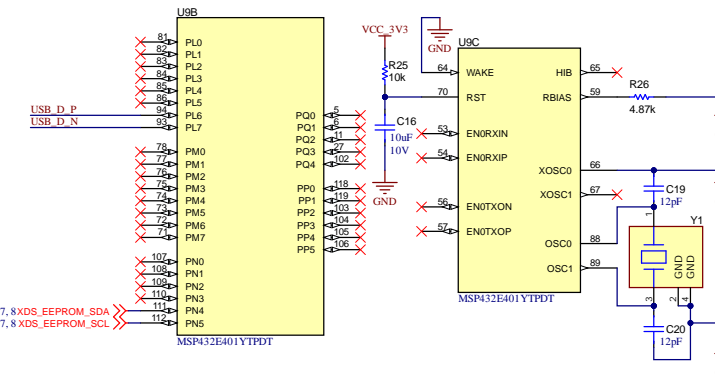 U9B
81 PL0
82 PL1
83 PL2
84 PL3
85 PL4
86 PL5
USB_D_P 94 PL6
USB_D_N 93 PL7
PQ0 5
PQ1 6
PQ2 11
PQ3 27
PQ4 102
78 PM0
77 PM1
76 PM2
75 PM3
74 PM4
73 PM5
72 PM6
71 PM7
PP0 118
PP1 119
PP2 103
PP3 104
PP4 105
PP5 106
107 PN0
108 PN1
109 PN2
110 PN3
7, 8 XDS_EEPROM_SDA 111 PN4
7, 8 XDS_EEPROM_SCL 112 PN5
MSP432E401YTPDT
VCC_3V3
R25
10k
C16
10uF
10V
GND
GND
U9C
64 WAKE
70 RST
53 EN0RXIN
54 EN0RXIP
56 EN0TXON
57 EN0TXOP
HIB 65
RBIAS 59
XOSC0 66
XOSC1 67
OSC0 88
OSC1 89
MSP432E401YTPDT
R26
4.87k
C19
12pF
Y1
1
GND
GND
3
2
4
C20
12pF